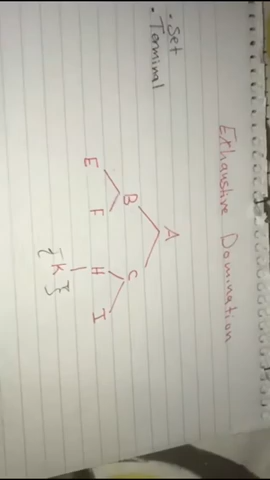 Exhaustive Domination
· Set
· Terminal
A
B C
E F H I
{K}